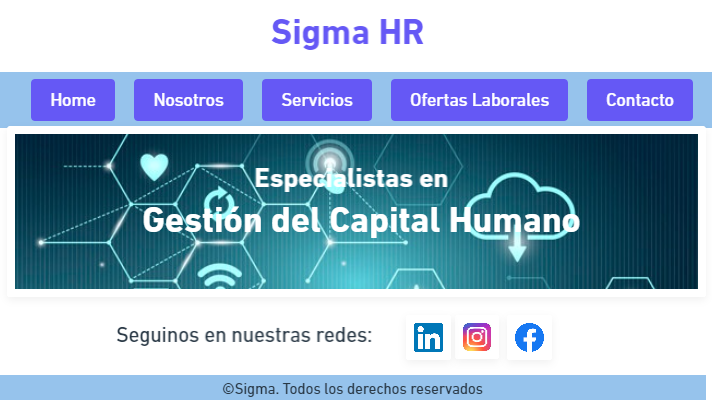 Sigma HR
Home Nosotros Servicios Ofertas Laborales Contacto
Especialistas en
Gestión del Capital Humano
Seguinos en nuestras redes:
in
©Sigma. Todos los derechos reservados